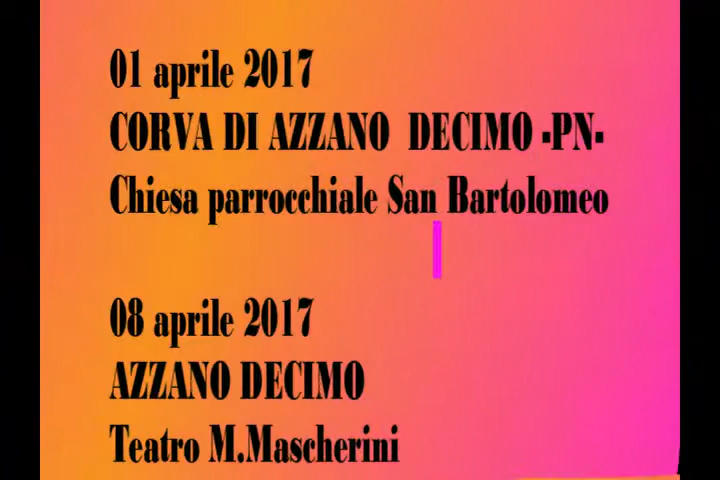 01 aprile 2017
CORVA DI AZZANO DECIMO -PN-
Chiesa parrocchiale San Bartolomeo
08 aprile 2017
AZZANO DECIMO
Teatro M.Mascherini